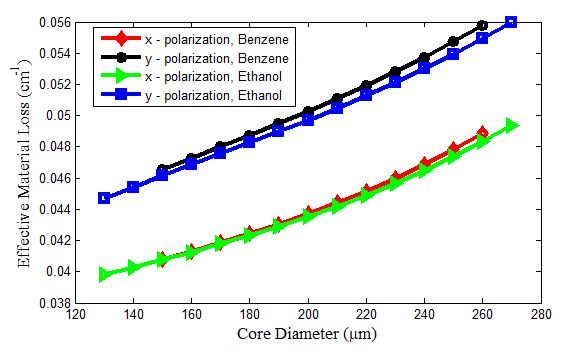 0.056
0.054
0.052
0.05
0.048
0.046
0.044
0.042
0.04
0.038
Effective Material Loss (cm⁻¹)
x - polarization, Benzene
y - polarization, Benzene
x - polarization, Ethanol
y - polarization, Ethanol
120 140 160 180 200 220 240 260 280
Core Diameter (μm)